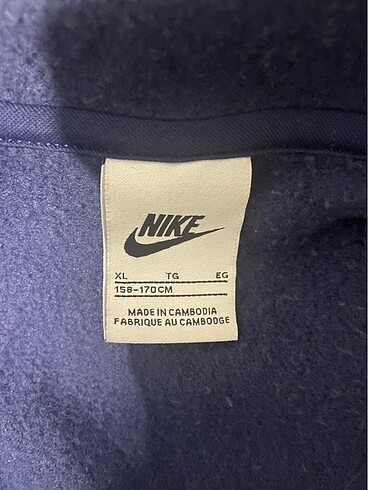 NIKE
XL TG EG
158-170CM
MADE IN CAMBODIA
FABRIQUE AU CAMBODGE